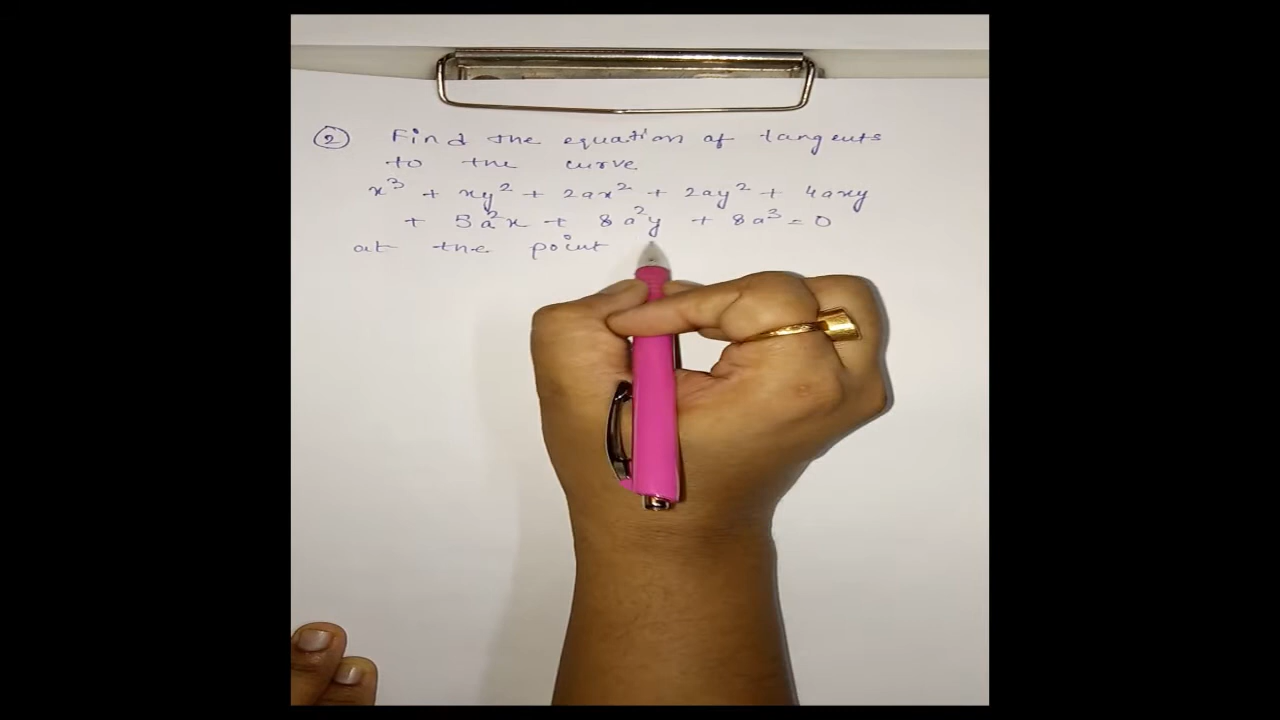 ② Find the equation of tangents
to the curve
x³ + xy² + 2ax² + 2ay² + 4axy
+ 5a²x + 8a²y + 8a³ = 0
at the point